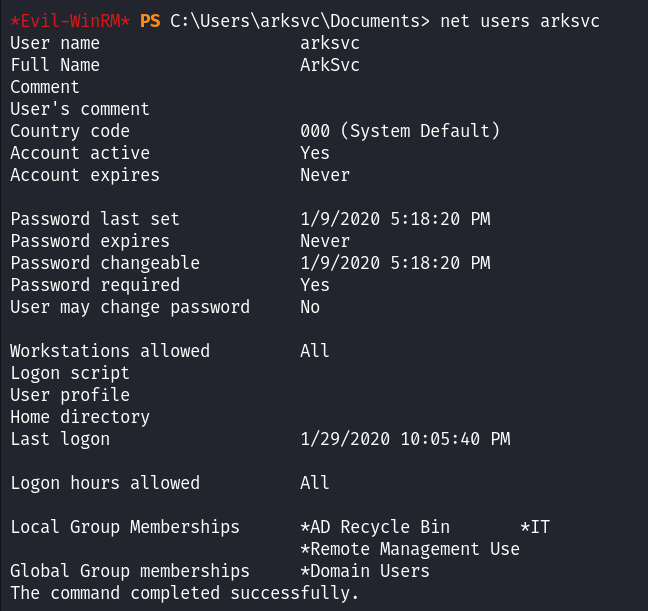 *Evil-WinRM* PS C:\Users\arksvc\Documents> net users arksvc
User name                    arksvc
Full Name                    ArkSvc
Comment
User's comment
Country code                 000 (System Default)
Account active               Yes
Account expires              Never

Password last set            1/9/2020 5:18:20 PM
Password expires             Never
Password changeable          1/9/2020 5:18:20 PM
Password required            Yes
User may change password     No

Workstations allowed         All
Logon script
User profile
Home directory
Last logon                   1/29/2020 10:05:40 PM

Logon hours allowed          All

Local Group Memberships      *AD Recycle Bin       *IT
                             *Remote Management Use
Global Group memberships     *Domain Users
The command completed successfully.